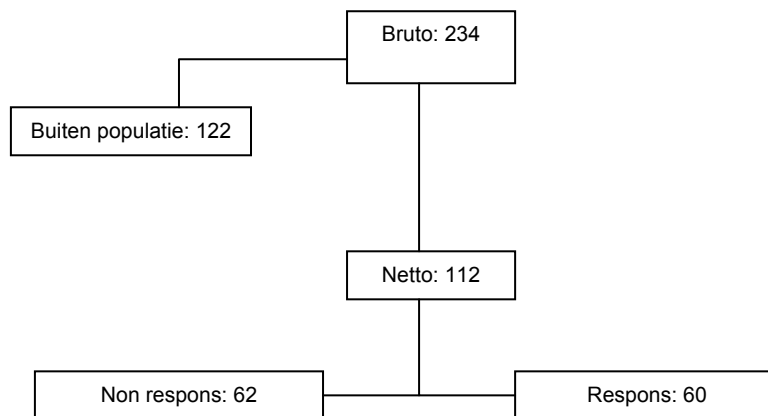 Bruto: 234
Buiten populatie: 122
Netto: 112
Non respons: 62
Respons: 60